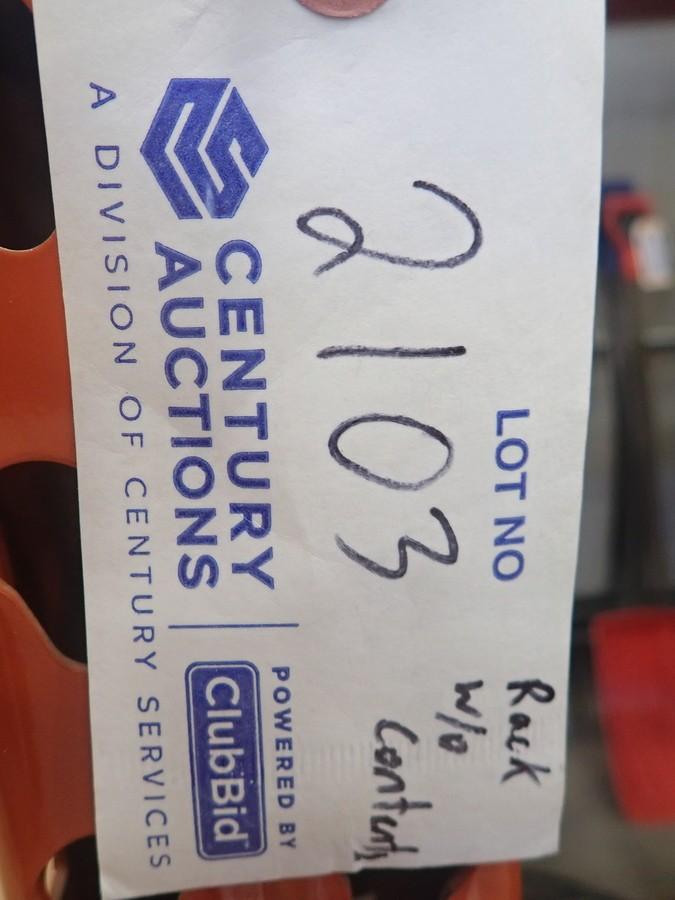 LOT NO
2103
Rack
w/o
Contents
CENTURY
AUCTIONS
A DIVISION OF CENTURY SERVICES
POWERED BY
ClubBid